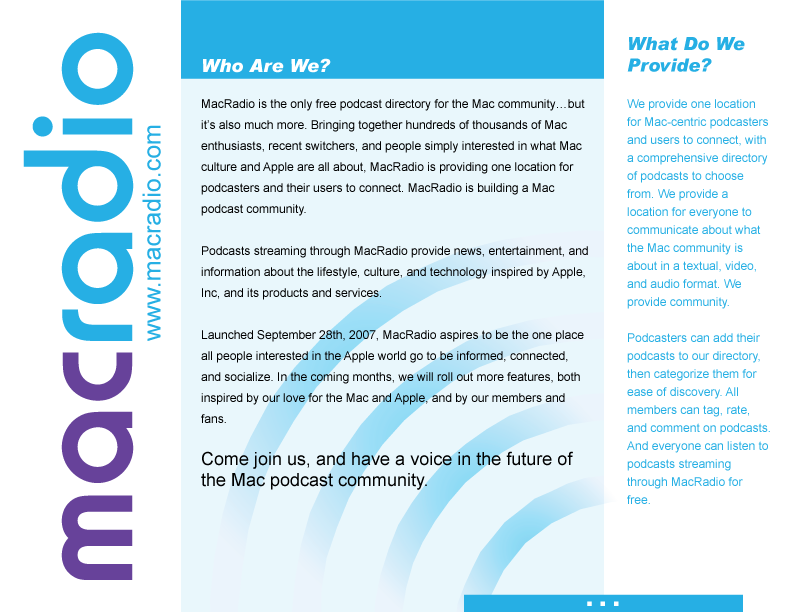 macradio
www.macradio.com
Who Are We?
MacRadio is the only free podcast directory for the Mac community…but
it’s also much more. Bringing together hundreds of thousands of Mac
enthusiasts, recent switchers, and people simply interested in what Mac
culture and Apple are all about, MacRadio is providing one location for
podcasters and their users to connect. MacRadio is building a Mac
podcast community.
Podcasts streaming through MacRadio provide news, entertainment, and
information about the lifestyle, culture, and technology inspired by Apple,
Inc, and its products and services.
Launched September 28th, 2007, MacRadio aspires to be the one place
all people interested in the Apple world go to be informed, connected,
and socialize. In the coming months, we will roll out more features, both
inspired by our love for the Mac and Apple, and by our members and
fans.
Come join us, and have a voice in the future of
the Mac podcast community.
What Do We
Provide?
We provide one location
for Mac-centric podcasters
and users to connect, with
a comprehensive directory
of podcasts to choose
from. We provide a
location for everyone to
communicate about what
the Mac community is
about in a textual, video,
and audio format. We
provide community.
Podcasters can add their
podcasts to our directory,
then categorize them for
ease of discovery. All
members can tag, rate,
and comment on podcasts.
And everyone can listen to
podcasts streaming
through MacRadio for
free.